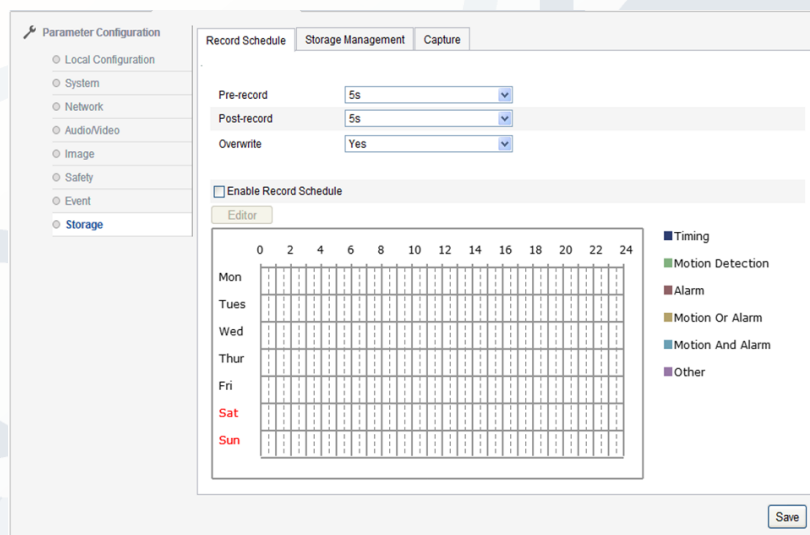 Parameter Configuration
Local Configuration
System
Network
Audio/Video
Image
Safety
Event
Storage
Record Schedule Storage Management Capture
Pre-record 5s
Post-record 5s
Overwrite Yes
Enable Record Schedule
Editor
0 2 4 6 8 10 12 14 16 18 20 22 24
Mon
Tues
Wed
Thur
Fri
Sat
Sun
Timing
Motion Detection
Alarm
Motion Or Alarm
Motion And Alarm
Other
Save